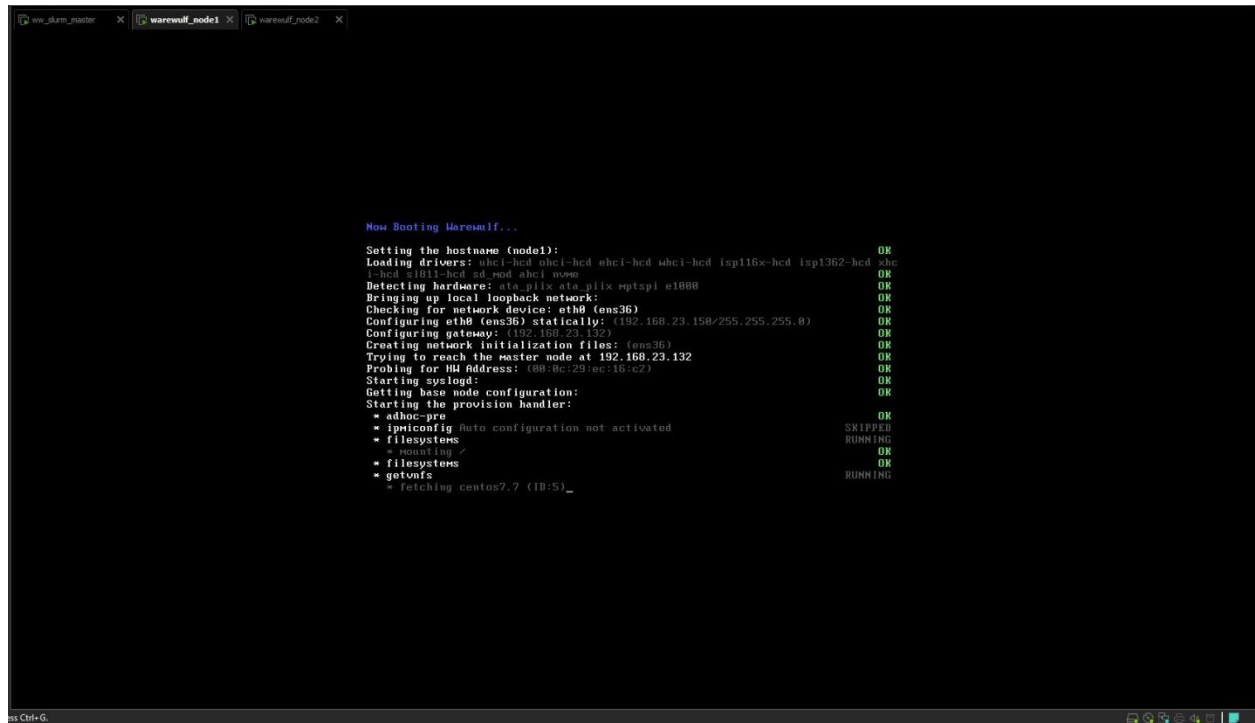 ww_slurm_master warewulf_node1 warewulf_node2
Now Booting Warewulf...
Setting the hostname (node1): OK
Loading drivers: uhci-hcd ohci-hcd ehci-hcd whci-hcd isp116x-hcd isp1362-hcd xhc
i-hcd sl811-hcd sd_mod ahci nvme OK
Detecting hardware: ata_piix ata_piix mptspi e1000 OK
Bringing up local loopback network: OK
Checking for network device: eth0 (ens36) OK
Configuring eth0 (ens36) statically: (192.168.23.150/255.255.255.0) OK
Configuring gateway: (192.168.23.132) OK
Creating network initialization files: (ens36) OK
Trying to reach the master node at 192.168.23.132 OK
Probing for HW Address: (00:0c:29:ec:16:c2) OK
Starting syslogd: OK
Getting base node configuration: OK
Starting the provision handler:
* adhoc-pre OK
* ipmiconfig Auto configuration not activated SKIPPED
* filesystems RUNNING
* mounting / OK
* filesystems OK
* getvnfs RUNNING
* fetching centos7.7 (ID:5)_
ess Ctrl+G.